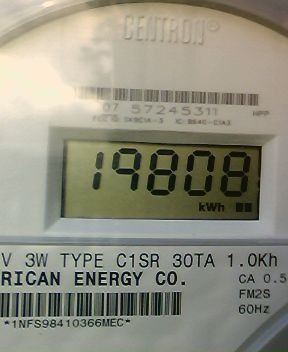 CENTRON®
07 57245311 HPP
19808
kWh
V 3W TYPE C1SR 30TA 1.0Kh
RICAN ENERGY CO. CA 0.5
FM2S
*1NFS98410366MEC* 60Hz